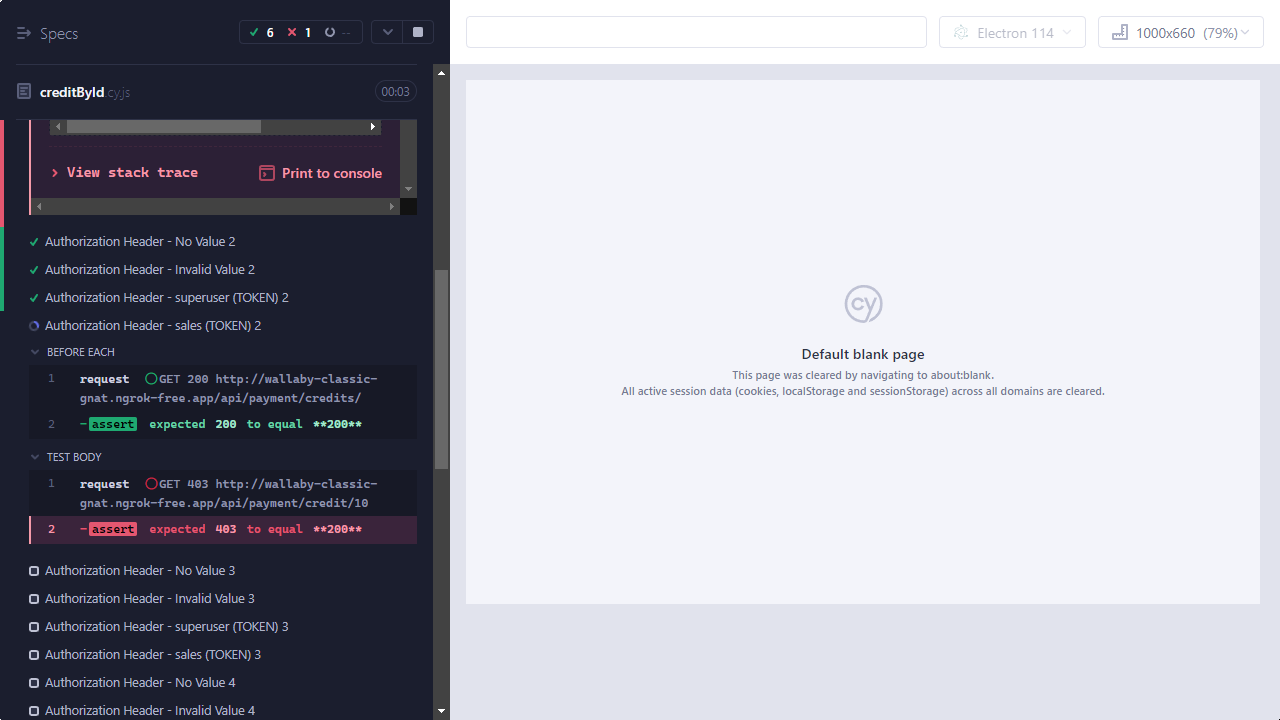 Specs
6 1 --
Electron 114
1000x660 (79%)
creditById.cy.js
00:03
View stack trace
Print to console
Authorization Header - No Value 2
Authorization Header - Invalid Value 2
Authorization Header - superuser (TOKEN) 2
Authorization Header - sales (TOKEN) 2
BEFORE EACH
1 request GET 200 http://wallaby-classic-
gnat.ngrok-free.app/api/payment/credits/
2 -assert expected 200 to equal **200**
TEST BODY
1 request GET 403 http://wallaby-classic-
gnat.ngrok-free.app/api/payment/credit/10
2 -assert expected 403 to equal **200**
Authorization Header - No Value 3
Authorization Header - Invalid Value 3
Authorization Header - superuser (TOKEN) 3
Authorization Header - sales (TOKEN) 3
Authorization Header - No Value 4
Authorization Header - Invalid Value 4
cy
Default blank page
This page was cleared by navigating to about:blank.
All active session data (cookies, localStorage and sessionStorage) across all domains are cleared.